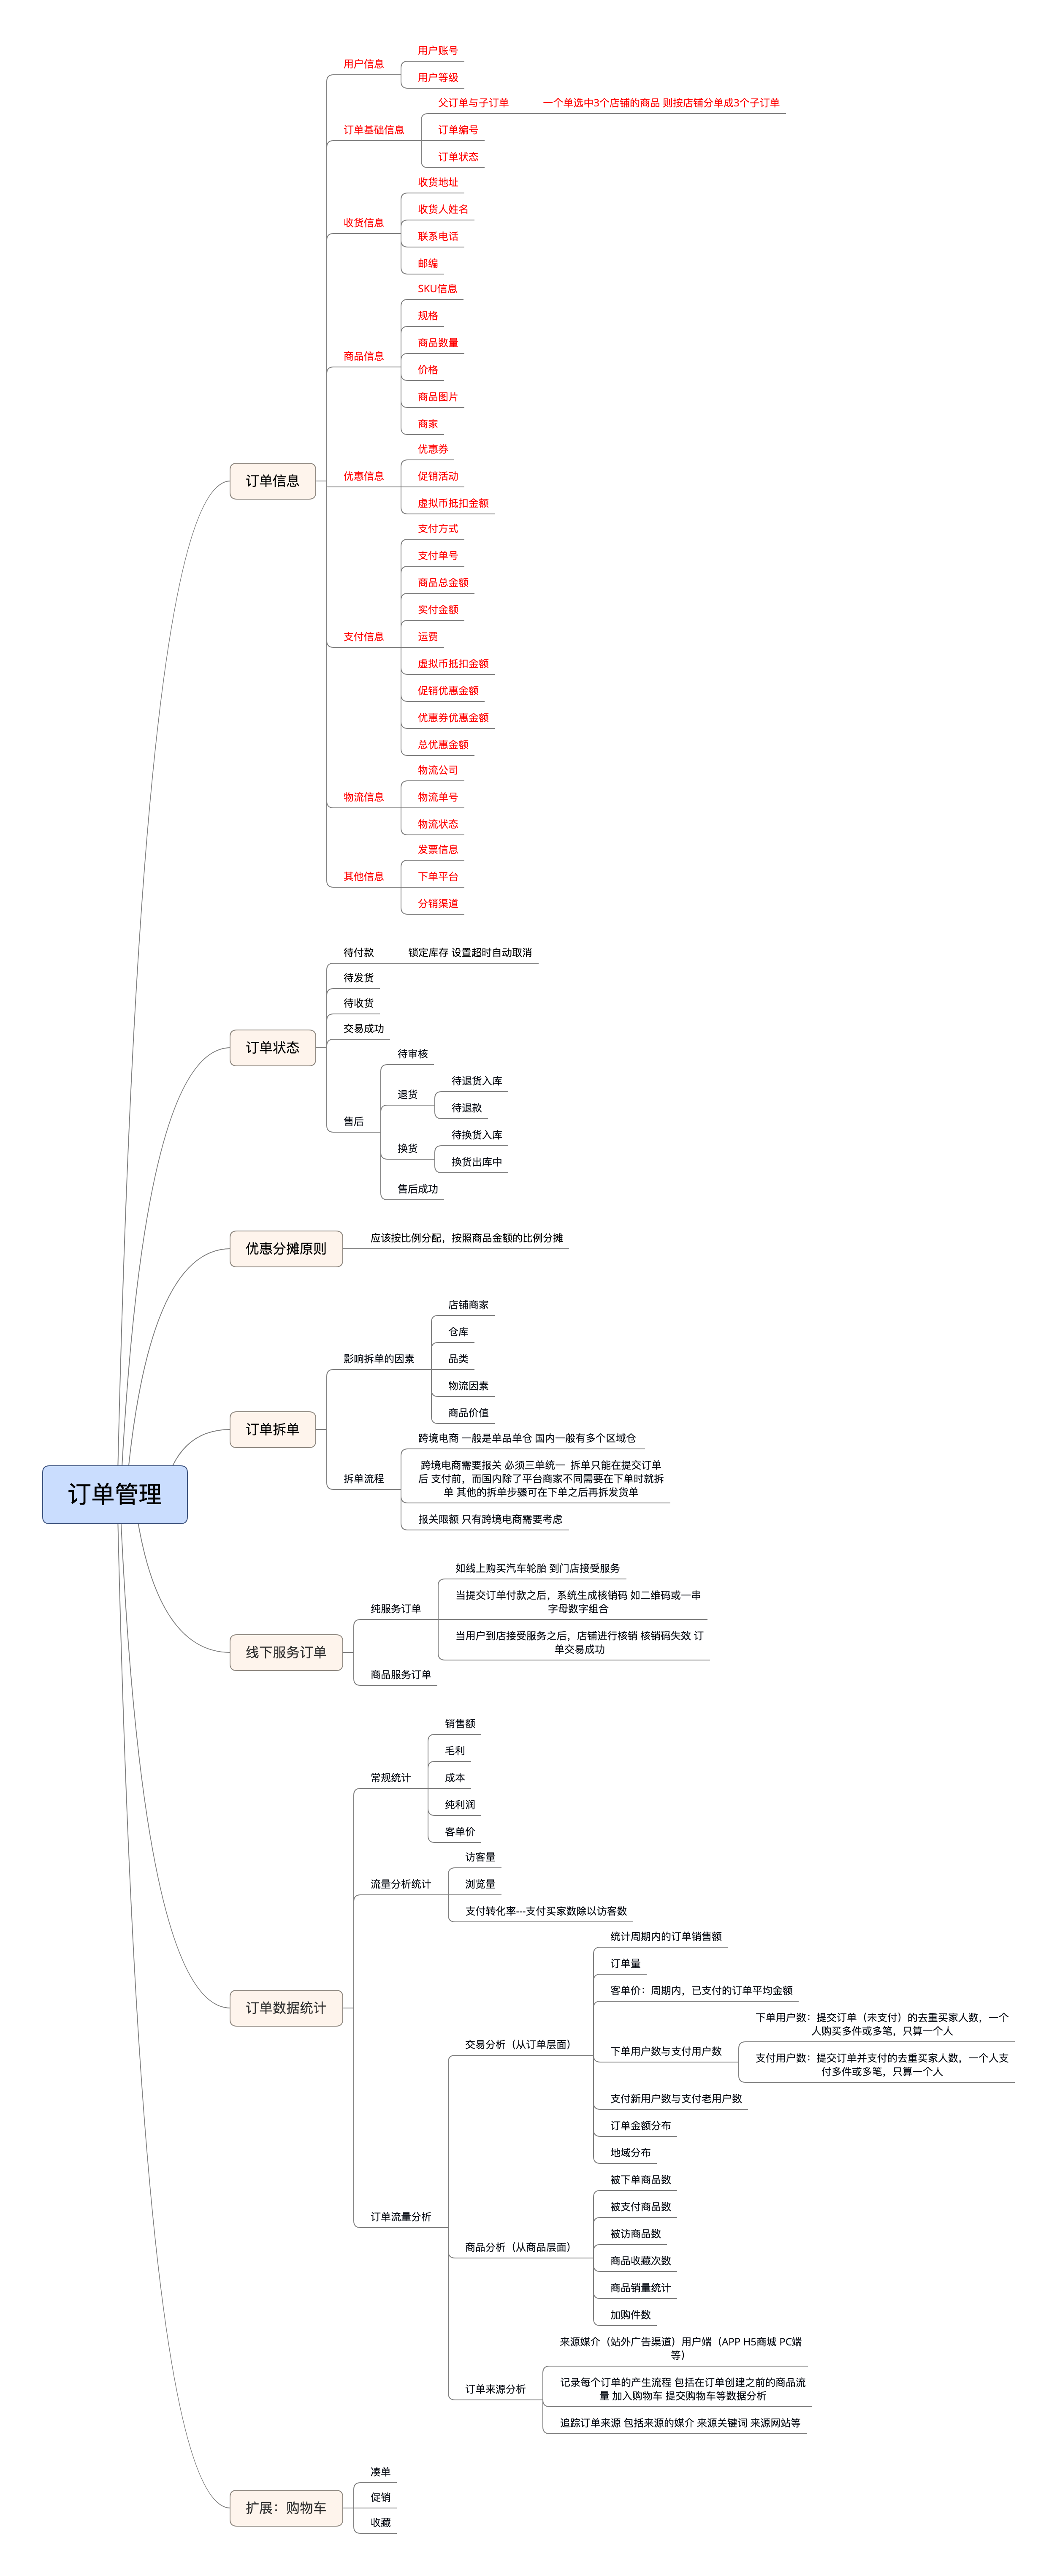 订单管理
订单信息
用户信息
用户账号
用户等级
订单基础信息
父订单与子订单
一个单选中3个店铺的商品 则按店铺分单成3个子订单
订单编号
订单状态
收货信息
收货地址
收货人姓名
联系电话
邮编
商品信息
SKU信息
规格
商品数量
价格
商品图片
商家
优惠信息
优惠券
促销活动
虚拟币抵扣金额
支付信息
支付方式
支付单号
商品总金额
实付金额
运费
虚拟币抵扣金额
促销优惠金额
优惠券优惠金额
总优惠金额
物流信息
物流公司
物流单号
物流状态
其他信息
发票信息
下单平台
分销渠道
订单状态
待付款
锁定库存 设置超时自动取消
待发货
待收货
交易成功
售后
待审核
退货
待退货入库
待退款
换货
待换货入库
换货出库中
售后成功
优惠分摊原则
应该按比例分配，按照商品金额的比例分摊
订单拆单
影响拆单的因素
店铺商家
仓库
品类
物流因素
商品价值
拆单流程
跨境电商 一般是单品单仓 国内一般有多个区域仓
跨境电商需要报关 必须三单统一 拆单只能在提交订单
后 支付前，而国内除了平台商家不同需要在下单时就拆
单 其他的拆单步骤可在下单之后再拆发货单
报关限额 只有跨境电商需要考虑
线下服务订单
纯服务订单
如线上购买汽车轮胎 到门店接受服务
当提交订单付款之后，系统生成核销码 如二维码或一串
字母数字组合
当用户到店接受服务之后，店铺进行核销 核销码失效 订
单交易成功
商品服务订单
订单数据统计
常规统计
销售额
毛利
成本
纯利润
客单价
流量分析统计
访客量
浏览量
支付转化率---支付买家数除以访客数
订单流量分析
交易分析（从订单层面）
统计周期内的订单销售额
订单量
客单价：周期内，已支付的订单平均金额
下单用户数与支付用户数
下单用户数：提交订单（未支付）的去重买家人数，一个
人购买多件或多笔，只算一个人
支付用户数：提交订单并支付的去重买家人数，一个人支
付多件或多笔，只算一个人
支付新用户数与支付老用户数
订单金额分布
地域分布
商品分析（从商品层面）
被下单商品数
被支付商品数
被访商品数
商品收藏次数
商品销量统计
加购件数
订单来源分析
来源媒介（站外广告渠道）用户端（APP H5商城 PC端
等）
记录每个订单的产生流程 包括在订单创建之前的商品流
量 加入购物车 提交购物车等数据分析
追踪订单来源 包括来源的媒介 来源关键词 来源网站等
扩展：购物车
凑单
促销
收藏